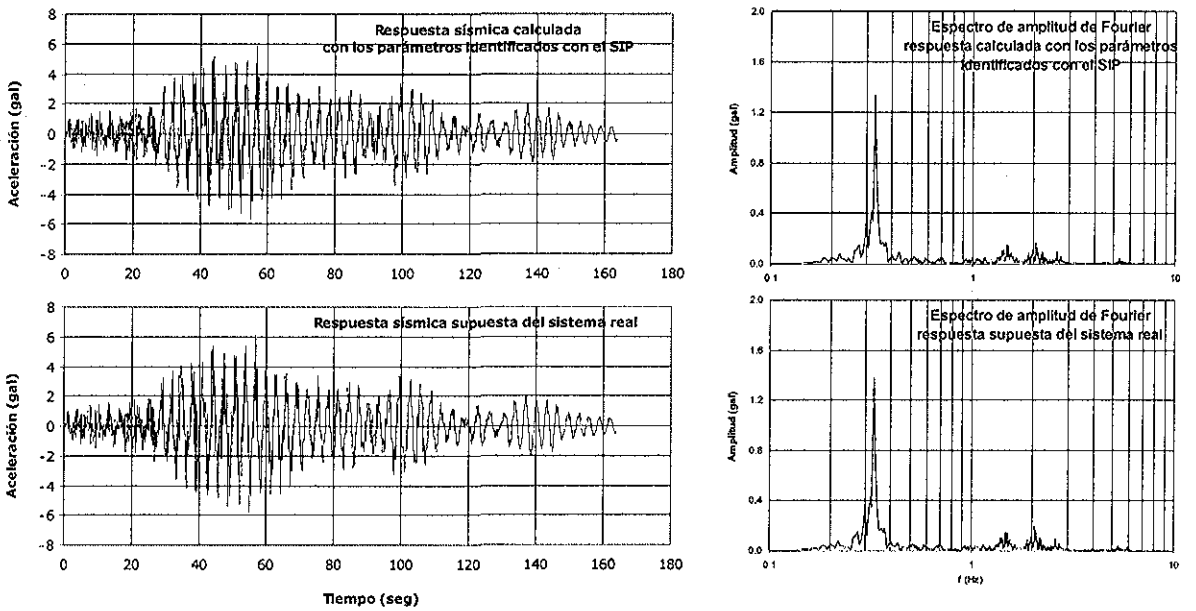 Respuesta sísmica calculada
con los parámetros identificados con el SIP
Aceleración (gal)
8
6
4
2
0
-2
-4
-6
-8
0 20 40 60 80 100 120 140 160 180
Espectro de amplitud de Fourier
respuesta calculada con los parámetros
identificados con el SIP
Amplitud (gal)
2.0
1.6
1.2
0.8
0.4
0.0
0 1 1 10
Respuesta sísmica supuesta del sistema real
Aceleración (gal)
8
6
4
2
0
-2
-4
-6
-8
0 20 40 60 80 100 120 140 160 180
Tiempo (seg)
Espectro de amplitud de Fourier
respuesta supuesta del sistema real
Amplitud (gal)
2.0
1.6
1.2
0.8
0.4
0.0
0 1 1 10
f (Hz)